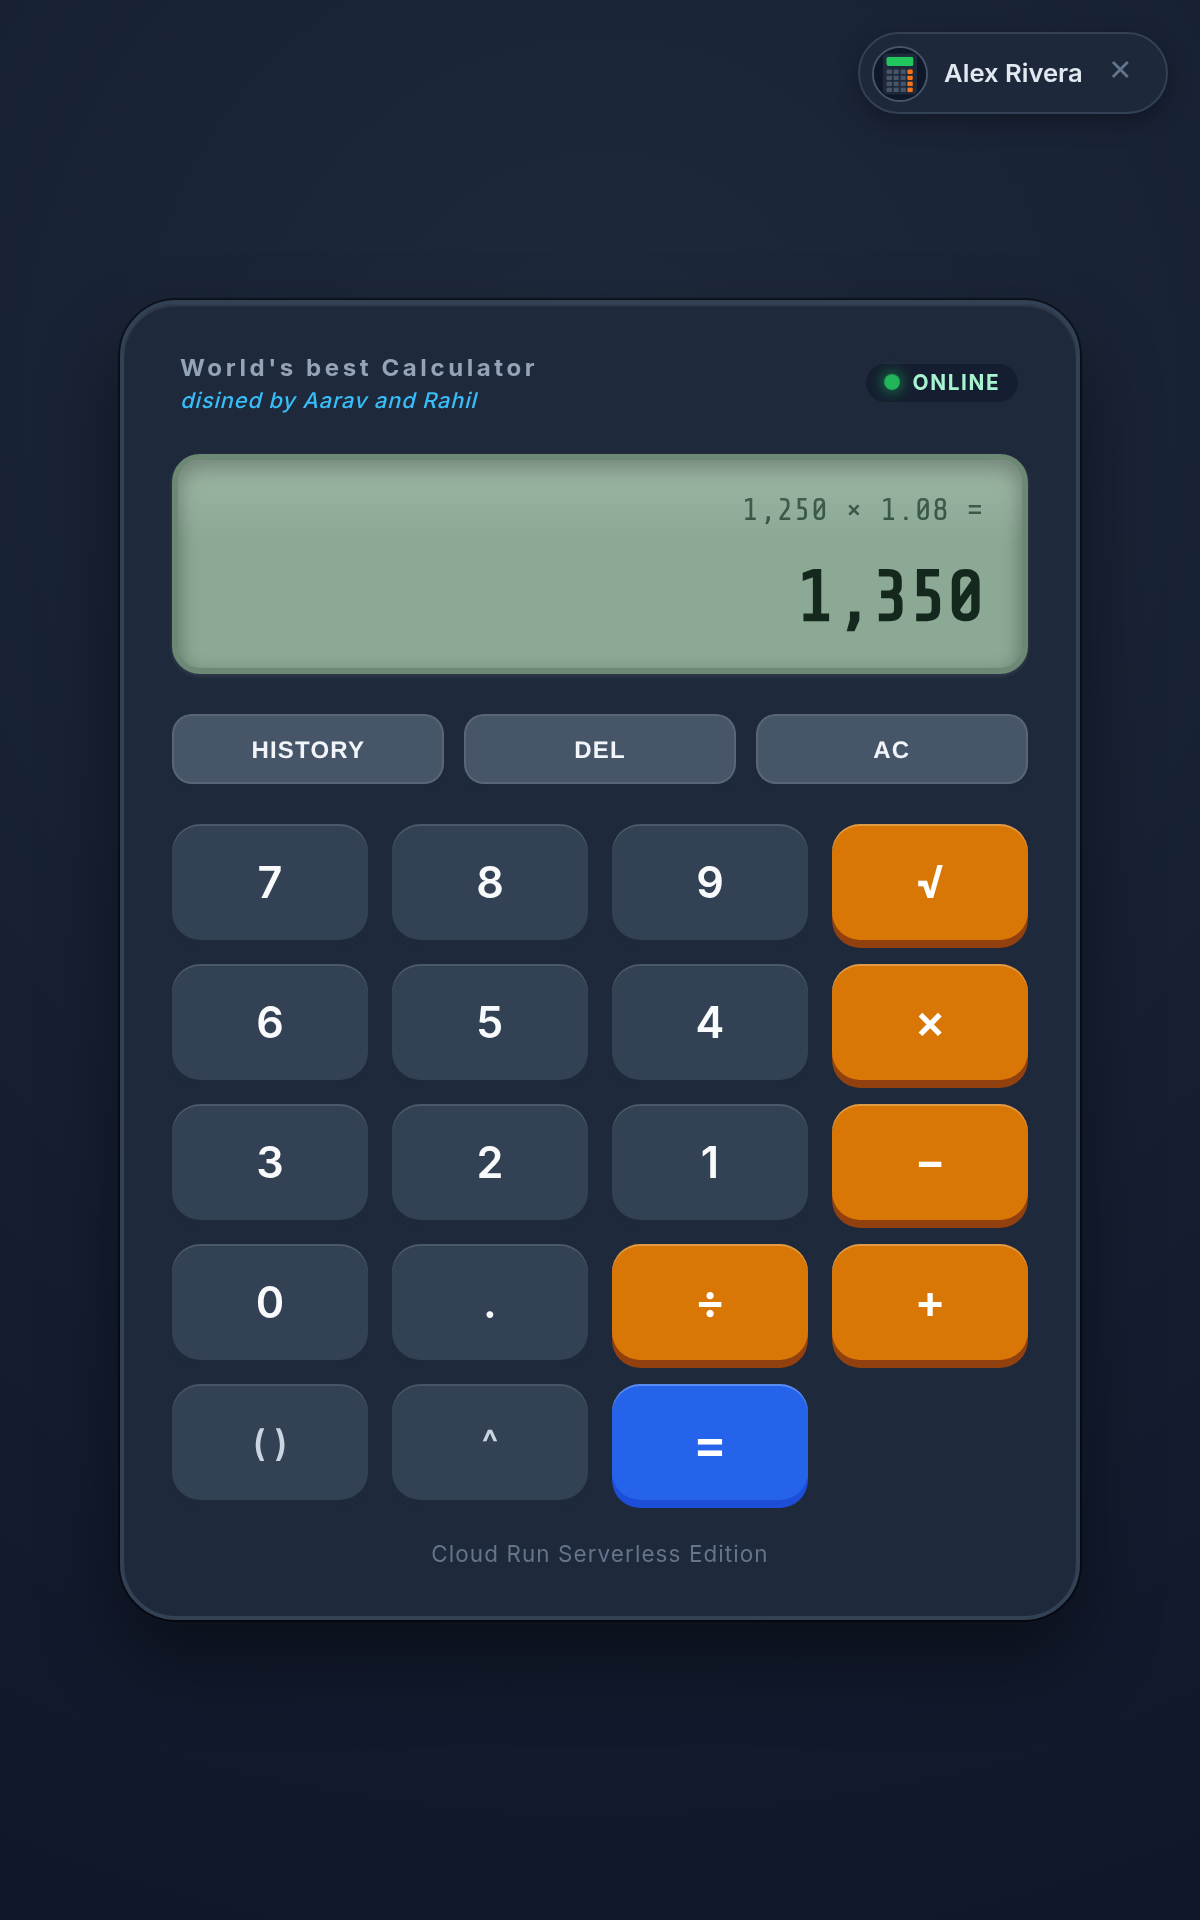 Alex Rivera ×
World's best Calculator
disined by Aarav and Rahil
ONLINE
1,250 × 1.08 =
1,350
HISTORY DEL AC
7 8 9 √
6 5 4 ×
3 2 1 −
0 . ÷ +
( ) ^ =
Cloud Run Serverless Edition